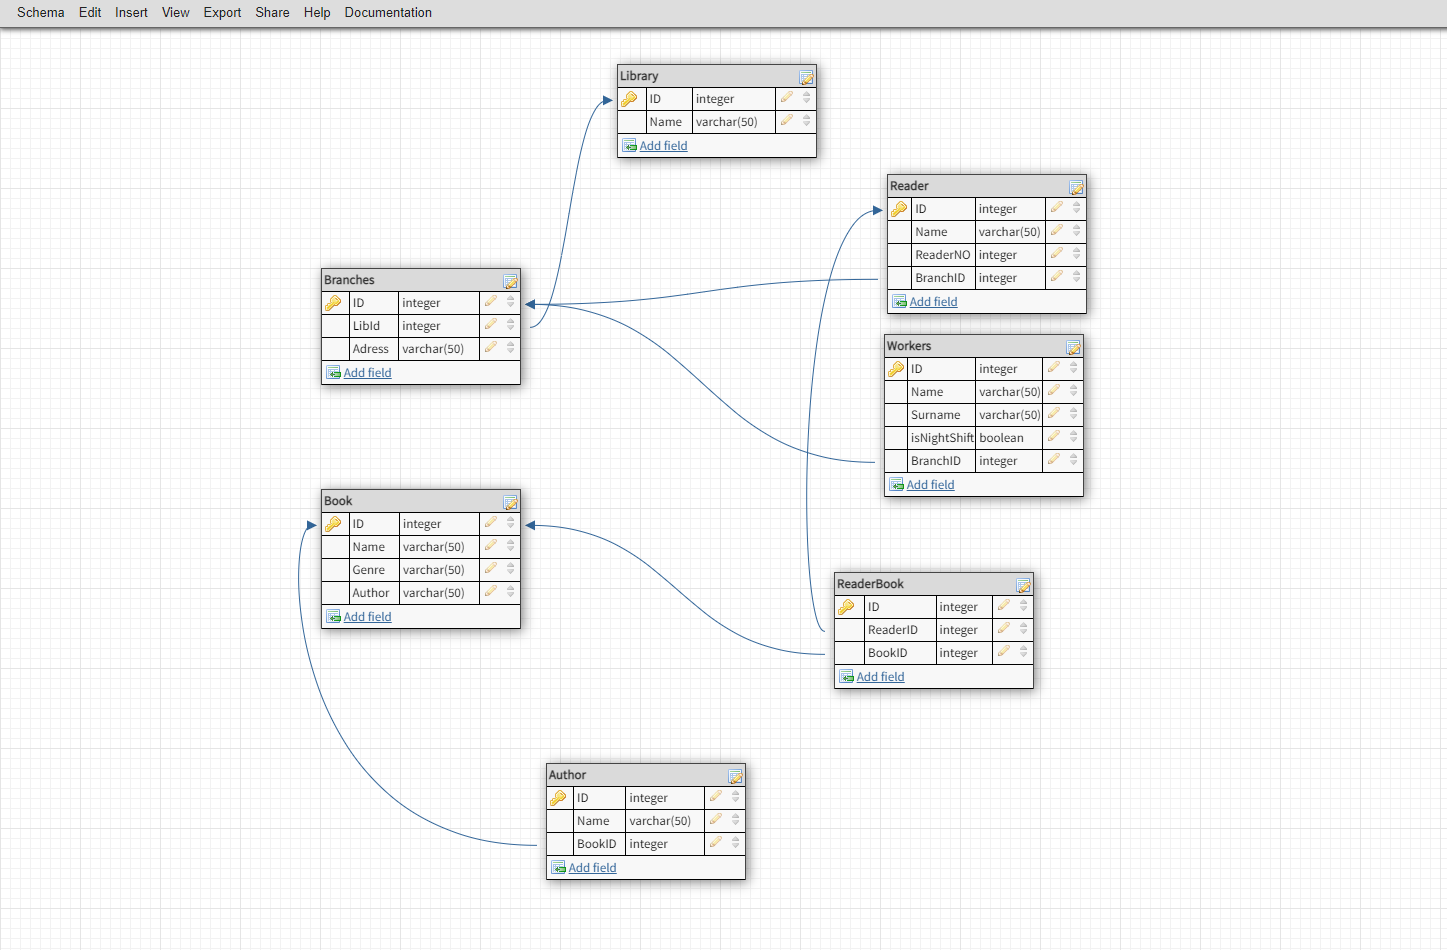 Schema Edit Insert View Export Share Help Documentation
Library
ID integer
Name varchar(50)
Add field
Reader
ID integer
Name varchar(50)
ReaderNO integer
BranchID integer
Add field
Branches
ID integer
LibId integer
Adress varchar(50)
Add field
Workers
ID integer
Name varchar(50)
Surname varchar(50)
isNightShift boolean
BranchID integer
Add field
Book
ID integer
Name varchar(50)
Genre varchar(50)
Author varchar(50)
Add field
ReaderBook
ID integer
ReaderID integer
BookID integer
Add field
Author
ID integer
Name varchar(50)
BookID integer
Add field